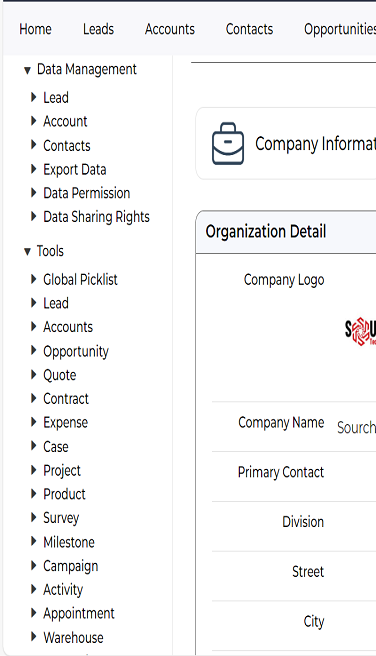 Home Leads Accounts Contacts Opportunities
Data Management
Lead
Account
Contacts
Export Data
Data Permission
Data Sharing Rights
Tools
Global Picklist
Lead
Accounts
Opportunity
Quote
Contract
Expense
Case
Project
Product
Survey
Milestone
Campaign
Activity
Appointment
Warehouse
Company Informat
Organization Detail
Company Logo
Company Name Sourch
Primary Contact
Division
Street
City